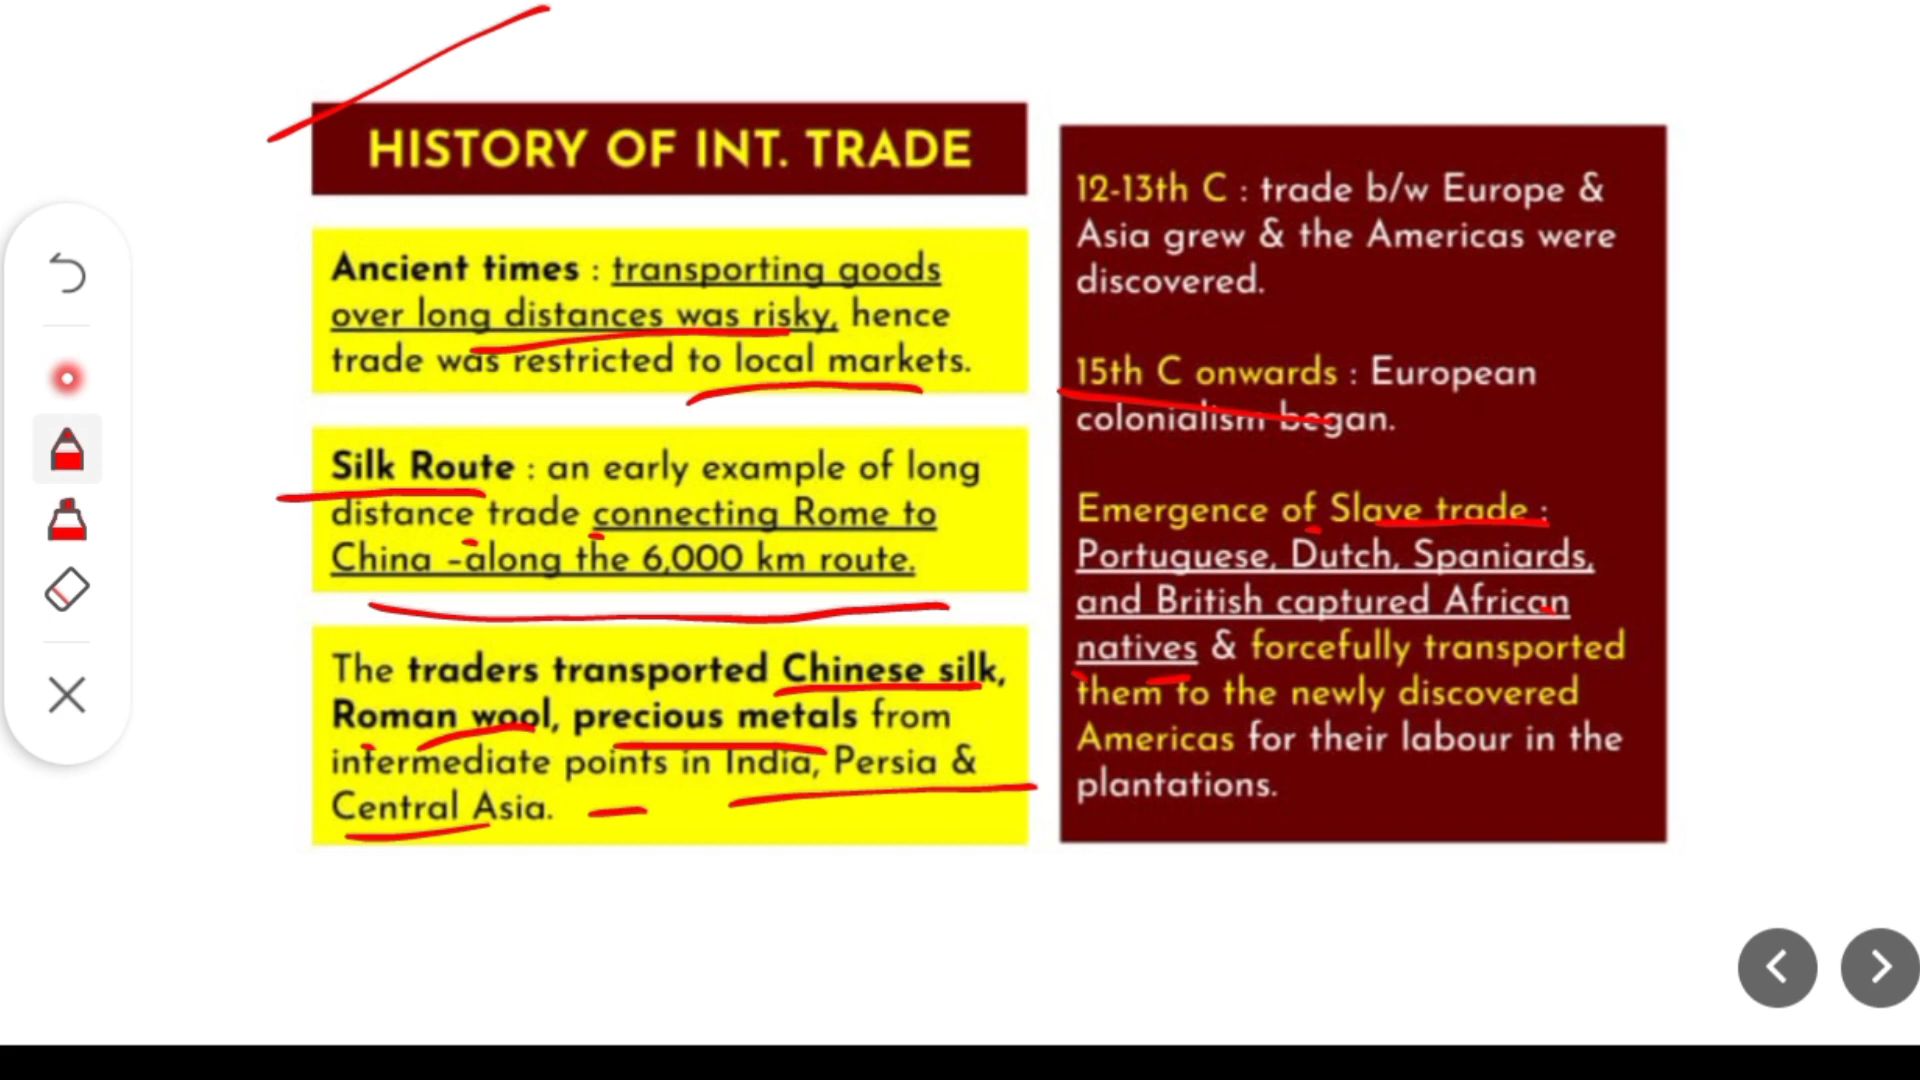 HISTORY OF INT. TRADE
Ancient times : transporting goods
over long distances was risky, hence
trade was restricted to local markets.
Silk Route : an early example of long
distance trade connecting Rome to
China –along the 6,000 km route.
The traders transported Chinese silk,
Roman wool, precious metals from
intermediate points in India, Persia &
Central Asia.
12-13th C : trade b/w Europe &
Asia grew & the Americas were
discovered.
15th C onwards : European
colonialism began.
Emergence of Slave trade :
Portuguese, Dutch, Spaniards,
and British captured African
natives & forcefully transported
them to the newly discovered
Americas for their labour in the
plantations.